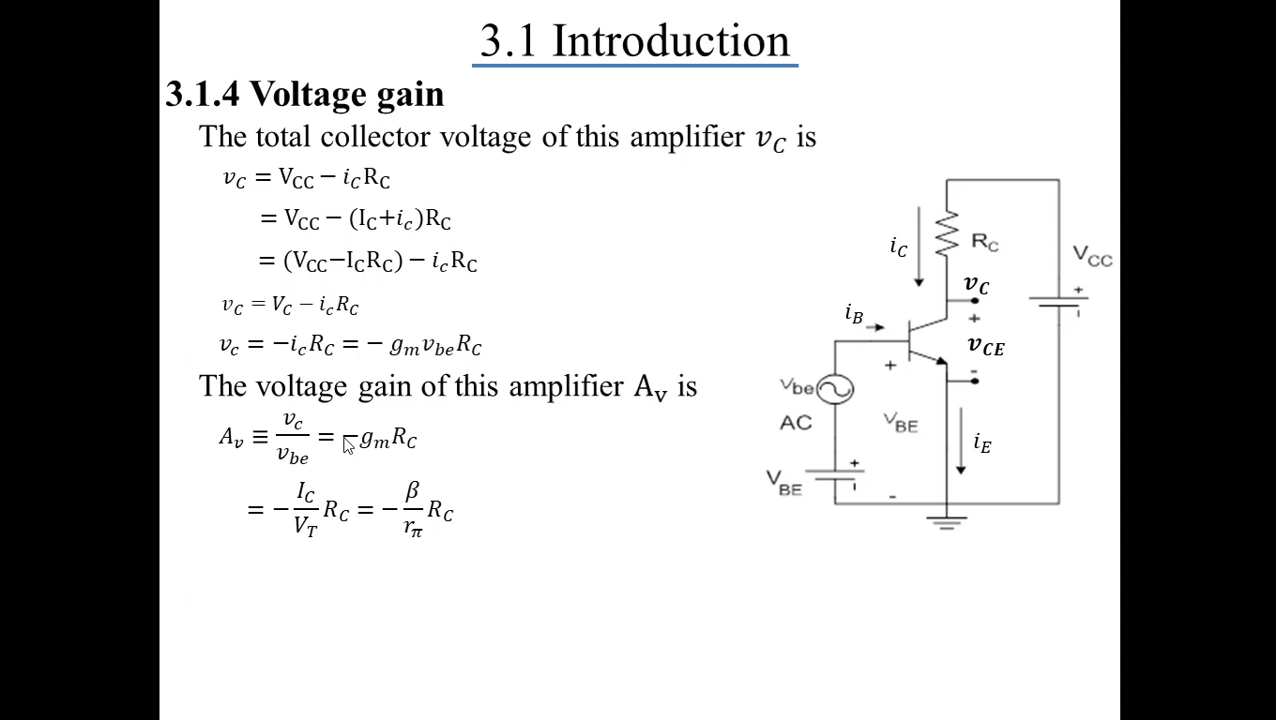 3.1 Introduction
3.1.4 Voltage gain
The total collector voltage of this amplifier v_C is
v_C = V_CC − i_C R_C
= V_CC − (I_C+i_c)R_C
= (V_CC−I_C R_C) − i_c R_C
v_C = V_C − i_c R_C
v_c = −i_c R_C = − g_m v_be R_C
The voltage gain of this amplifier A_v is
A_v ≡ v_c/v_be = −g_m R_C
= − I_C/V_T R_C = − β/r_π R_C
i_C
R_C
V_CC
+
-
v_C
i_B
+
v_CE
-
+
V_be
AC
V_BE
i_E
V_BE
+
-
-